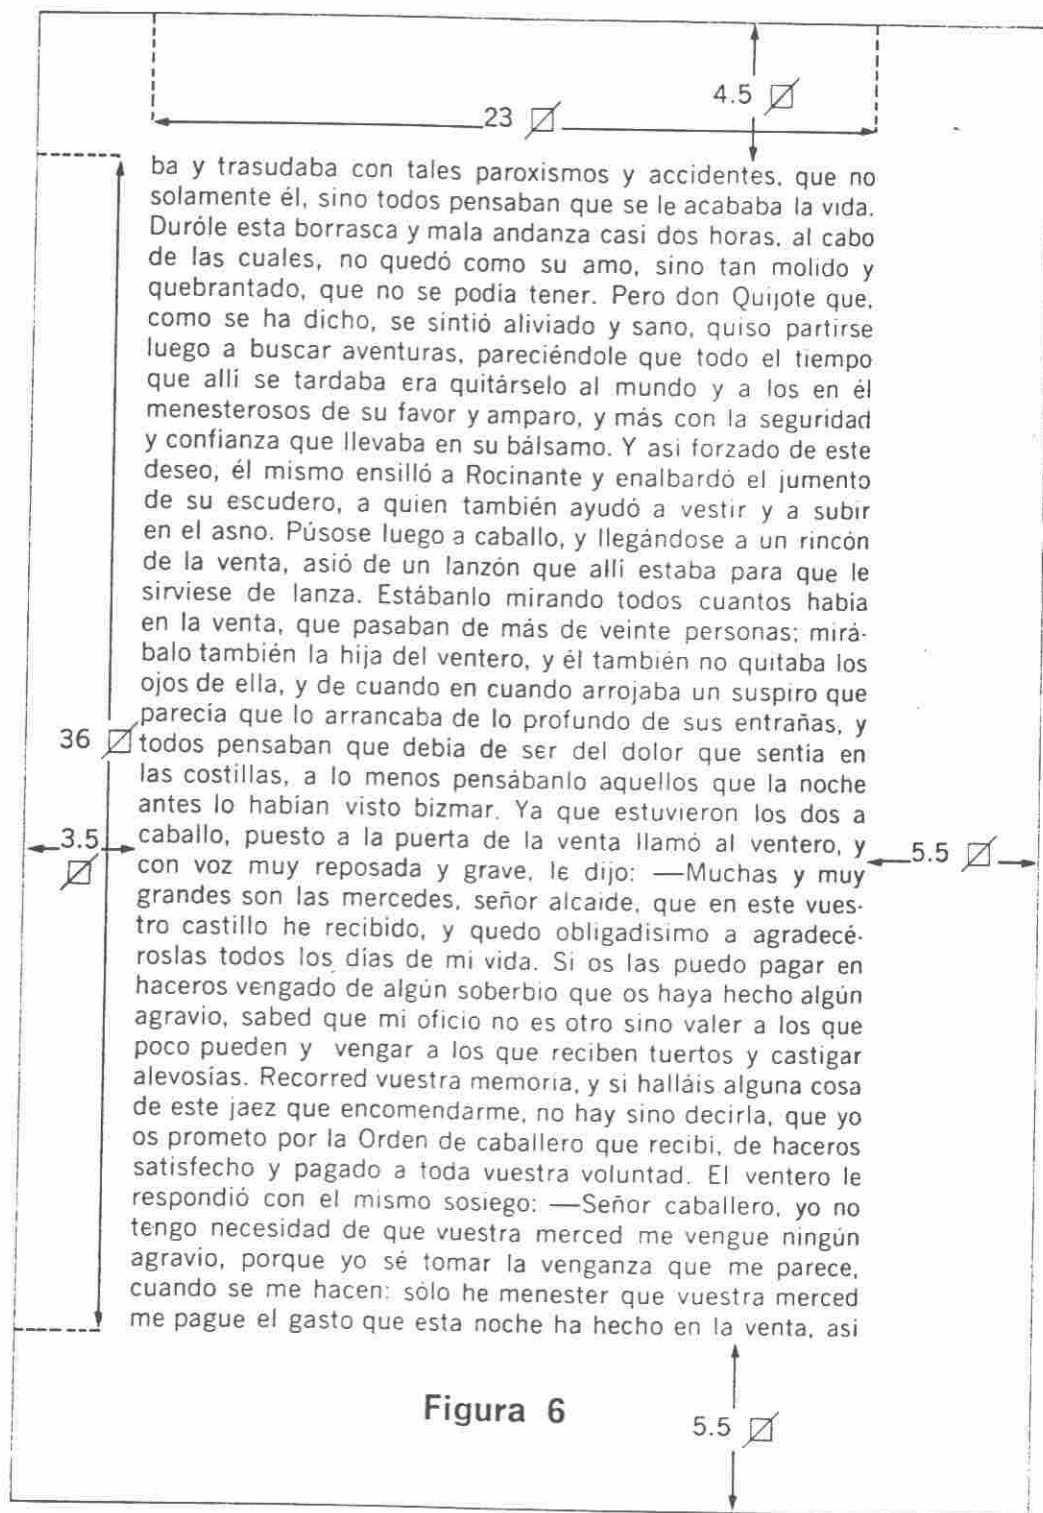 4.5
23
ba y trasudaba con tales paroxismos y accidentes, que no
solamente él, sino todos pensaban que se le acababa la vida.
Duróle esta borrasca y mala andanza casi dos horas, al cabo
de las cuales, no quedó como su amo, sino tan molido y
quebrantado, que no se podía tener. Pero don Quijote que,
como se ha dicho, se sintió aliviado y sano, quiso partirse
luego a buscar aventuras, pareciéndole que todo el tiempo
que allí se tardaba era quitárselo al mundo y a los en él
menesterosos de su favor y amparo, y más con la seguridad
y confianza que llevaba en su bálsamo. Y así forzado de este
deseo, él mismo ensilló a Rocinante y enalbardó el jumento
de su escudero, a quien también ayudó a vestir y a subir
en el asno. Púsose luego a caballo, y llegándose a un rincón
de la venta, asió de un lanzón que allí estaba para que le
sirviese de lanza. Estábanlo mirando todos cuantos había
en la venta, que pasaban de más de veinte personas; mirá-
balo también la hija del ventero, y él también no quitaba los
ojos de ella, y de cuando en cuando arrojaba un suspiro que
parecía que lo arrancaba de lo profundo de sus entrañas, y
36
todos pensaban que debía de ser del dolor que sentía en
las costillas, a lo menos pensábanlo aquellos que la noche
antes lo habían visto bizmar. Ya que estuvieron los dos a
3.5
caballo, puesto a la puerta de la venta llamó al ventero, y
5.5
con voz muy reposada y grave, le dijo: —Muchas y muy
grandes son las mercedes, señor alcaide, que en este vues-
tro castillo he recibido, y quedo obligadísimo a agradecé-
roslas todos los días de mi vida. Si os las puedo pagar en
haceros vengado de algún soberbio que os haya hecho algún
agravio, sabed que mi oficio no es otro sino valer a los que
poco pueden y vengar a los que reciben tuertos y castigar
alevosías. Recorred vuestra memoria, y si halláis alguna cosa
de este jaez que encomendarme, no hay sino decirla, que yo
os prometo por la Orden de caballero que recibí, de haceros
satisfecho y pagado a toda vuestra voluntad. El ventero le
respondió con el mismo sosiego: —Señor caballero, yo no
tengo necesidad de que vuestra merced me vengue ningún
agravio, porque yo sé tomar la venganza que me parece,
cuando se me hacen: sólo he menester que vuestra merced
me pague el gasto que esta noche ha hecho en la venta, así
Figura 6
5.5